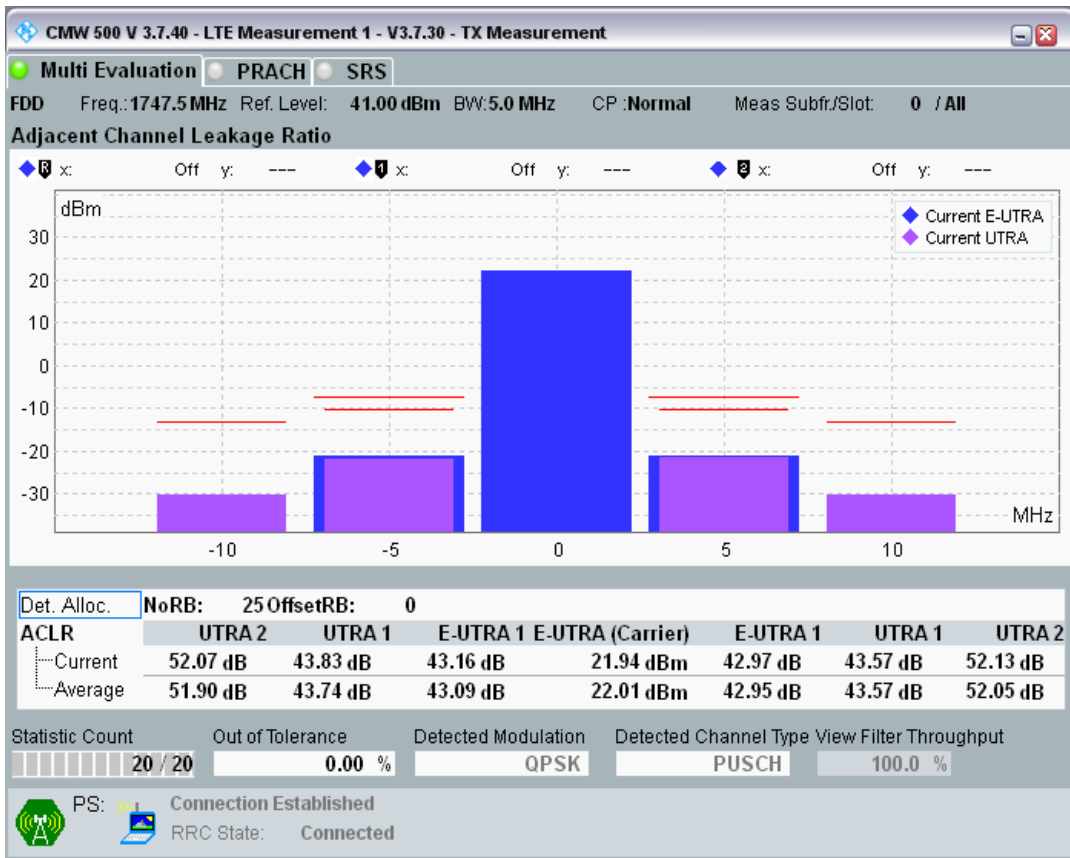 CMW 500 V 3.7.40 - LTE Measurement 1 - V3.7.30 - TX Measurement
Multi Evaluation PRACH SRS
FDD Freq.:1747.5 MHz Ref. Level: 41.00 dBm BW:5.0 MHz CP :Normal Meas Subfr./Slot: 0 / All
Adjacent Channel Leakage Ratio
R x: Off y: --- 1 x: Off y: --- 2 x: Off y: ---
dBm
Current E-UTRA
Current UTRA
30
20
10
0
-10
-20
-30
MHz
-10 -5 0 5 10
Det. Alloc. NoRB: 25 OffsetRB: 0
ACLR UTRA 2 UTRA 1 E-UTRA 1 E-UTRA (Carrier) E-UTRA 1 UTRA 1 UTRA 2
Current 52.07 dB 43.83 dB 43.16 dB 21.94 dBm 42.97 dB 43.57 dB 52.13 dB
Average 51.90 dB 43.74 dB 43.09 dB 22.01 dBm 42.95 dB 43.57 dB 52.05 dB
Statistic Count Out of Tolerance Detected Modulation Detected Channel Type View Filter Throughput
20 / 20 0.00 % QPSK PUSCH 100.0 %
PS: Connection Established
RRC State: Connected